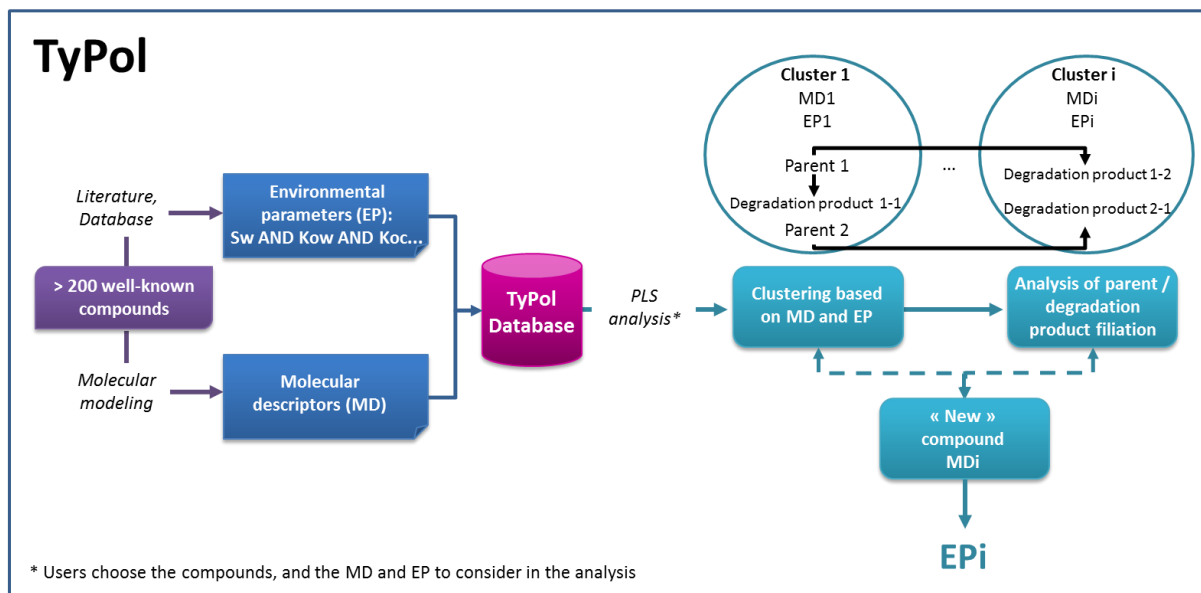 TyPol
Literature,
Database
> 200 well-known
compounds
Molecular
modeling
Environmental
parameters (EP):
Sw AND Kow AND Koc...
Molecular
descriptors (MD)
TyPol
Database
PLS
analysis*
Cluster 1
MD1
EP1
Parent 1
Degradation product 1-1
Parent 2
...
Cluster i
MDi
EPi
Degradation product 1-2
Degradation product 2-1
Clustering based
on MD and EP
Analysis of parent /
degradation
product filiation
« New »
compound
MDi
EPi
* Users choose the compounds, and the MD and EP to consider in the analysis